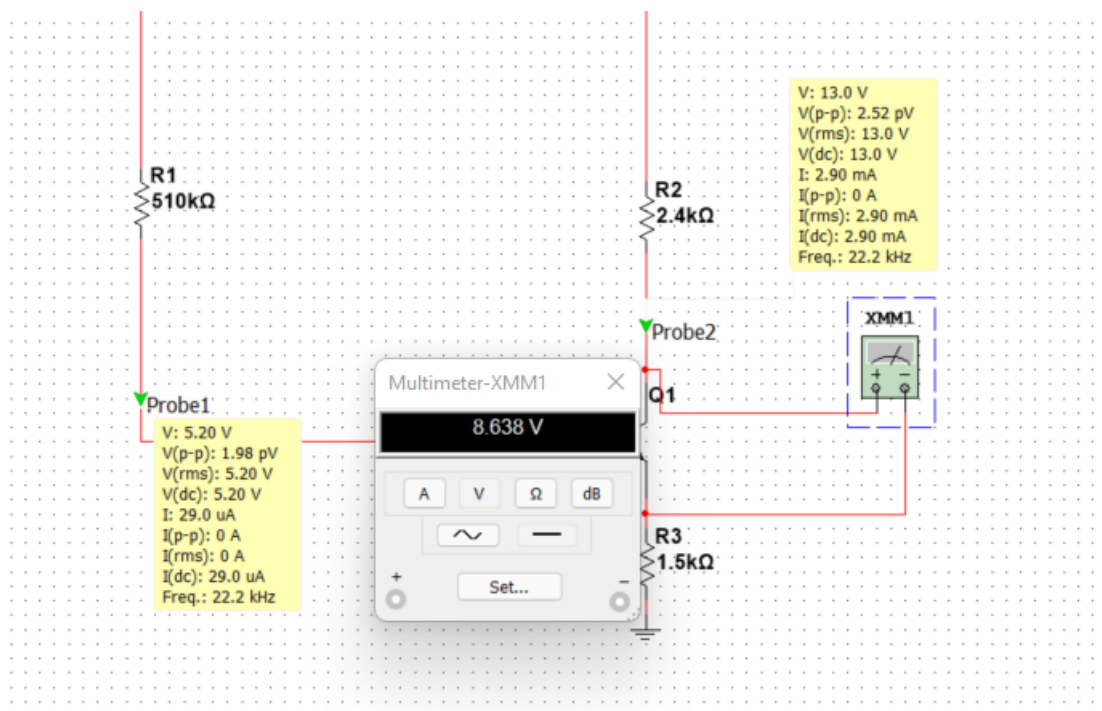 R1
510kΩ
Probe1
V: 5.20 V
V(p-p): 1.98 pV
V(rms): 5.20 V
V(dc): 5.20 V
I: 29.0 uA
I(p-p): 0 A
I(rms): 0 A
I(dc): 29.0 uA
Freq.: 22.2 kHz
R2
2.4kΩ
V: 13.0 V
V(p-p): 2.52 pV
V(rms): 13.0 V
V(dc): 13.0 V
I: 2.90 mA
I(p-p): 0 A
I(rms): 2.90 mA
I(dc): 2.90 mA
Freq.: 22.2 kHz
Probe2
XMM1
+ −
Q1
Multimeter-XMM1
8.638 V
A V Ω dB
+ −
Set...
R3
1.5kΩ